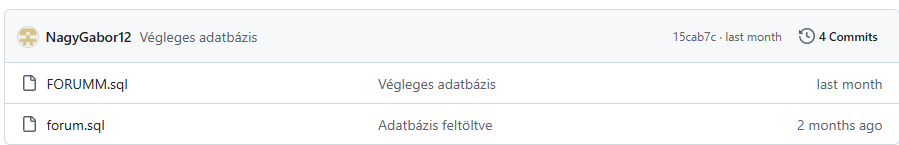 NagyGabor12 Végleges adatbázis 15cab7c · last month 4 Commits
FORUMM.sql Végleges adatbázis last month
forum.sql Adatbázis feltöltve 2 months ago